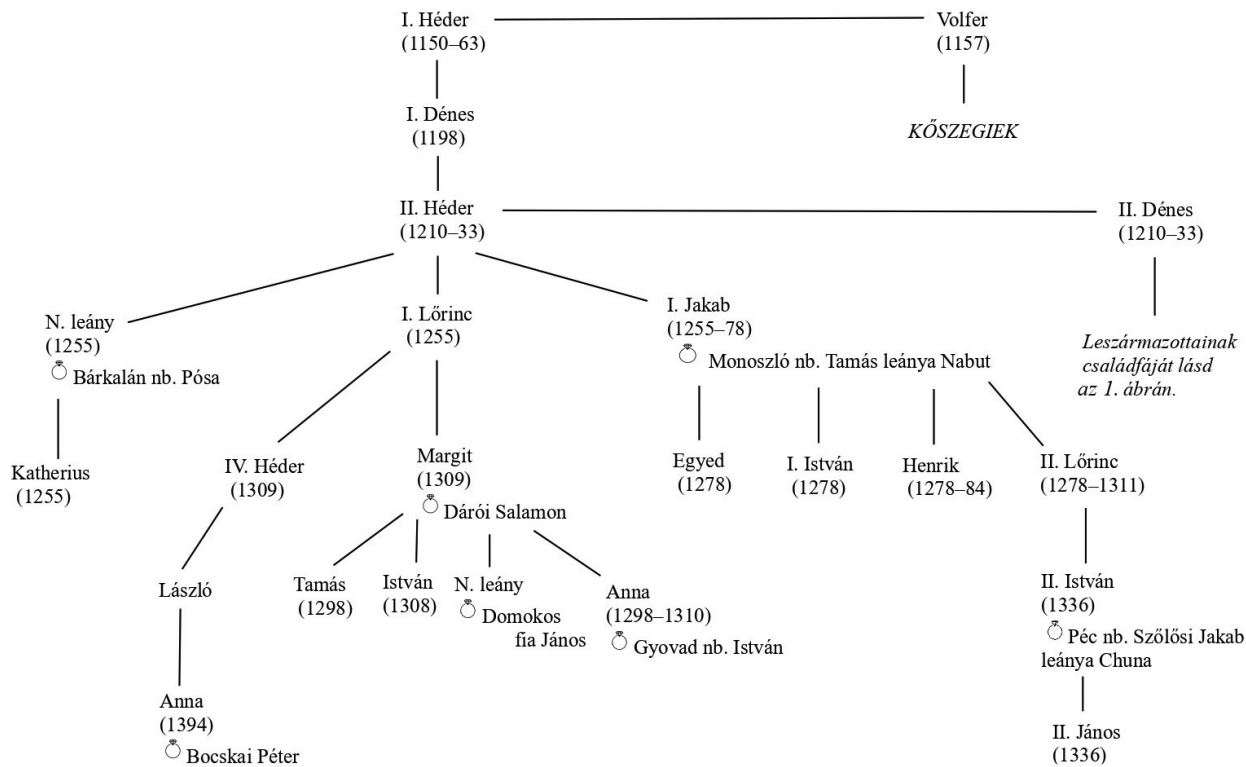 I. Héder
(1150–63)
Volfer
(1157)
I. Dénes
(1198)
KŐSZEGIEK
II. Héder
(1210–33)
II. Dénes
(1210–33)
N. leány
(1255)
Bárkalán nb. Pósa
I. Lőrinc
(1255)
I. Jakab
(1255–78)
Monoszló nb. Tamás leánya Nabut
Leszármazottainak
családfáját lásd
az 1. ábrán.
Katherius
(1255)
IV. Héder
(1309)
Margit
(1309)
Dárói Salamon
Egyed
(1278)
I. István
(1278)
Henrik
(1278–84)
II. Lőrinc
(1278–1311)
László
Tamás
(1298)
István
(1308)
N. leány
Domokos
fia János
Anna
(1298–1310)
Gyovad nb. István
II. István
(1336)
Péc nb. Szőlősi Jakab
leánya Chuna
Anna
(1394)
Bocskai Péter
II. János
(1336)